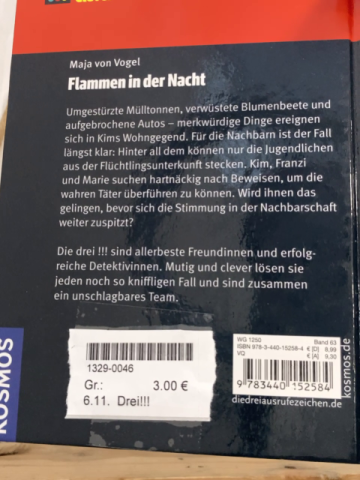 Maja von Vogel
Flammen in der Nacht
Umgestürzte Mülltonnen, verwüstete Blumenbeete und
aufgebrochene Autos – merkwürdige Dinge ereignen
sich in Kims Wohngegend. Für die Nachbarn ist der Fall
längst klar: Hinter all dem können nur die Jugendlichen
aus der Flüchtlingsunterkunft stecken. Kim, Franzi
und Marie suchen hartnäckig nach Beweisen, um die
wahren Täter überführen zu können. Wird ihnen das
gelingen, bevor sich die Stimmung in der Nachbarschaft
weiter zuspitzt?
Die drei !!! sind allerbeste Freundinnen und erfolg-
reiche Detektivinnen. Mutig und clever lösen sie
jeden noch so kniffligen Fall und sind zusammen
ein unschlagbares Team.
KOSMOS
1329-0046
Gr.: 3.00 €
6.11. Drei!!!
WG 1250 Band 63
ISBN 978-3-440-15258-4 € [D] 8,99
VQ € [A] 9,30
9 783440 152584
diedreiausrufezeichen.de
kosmos.de